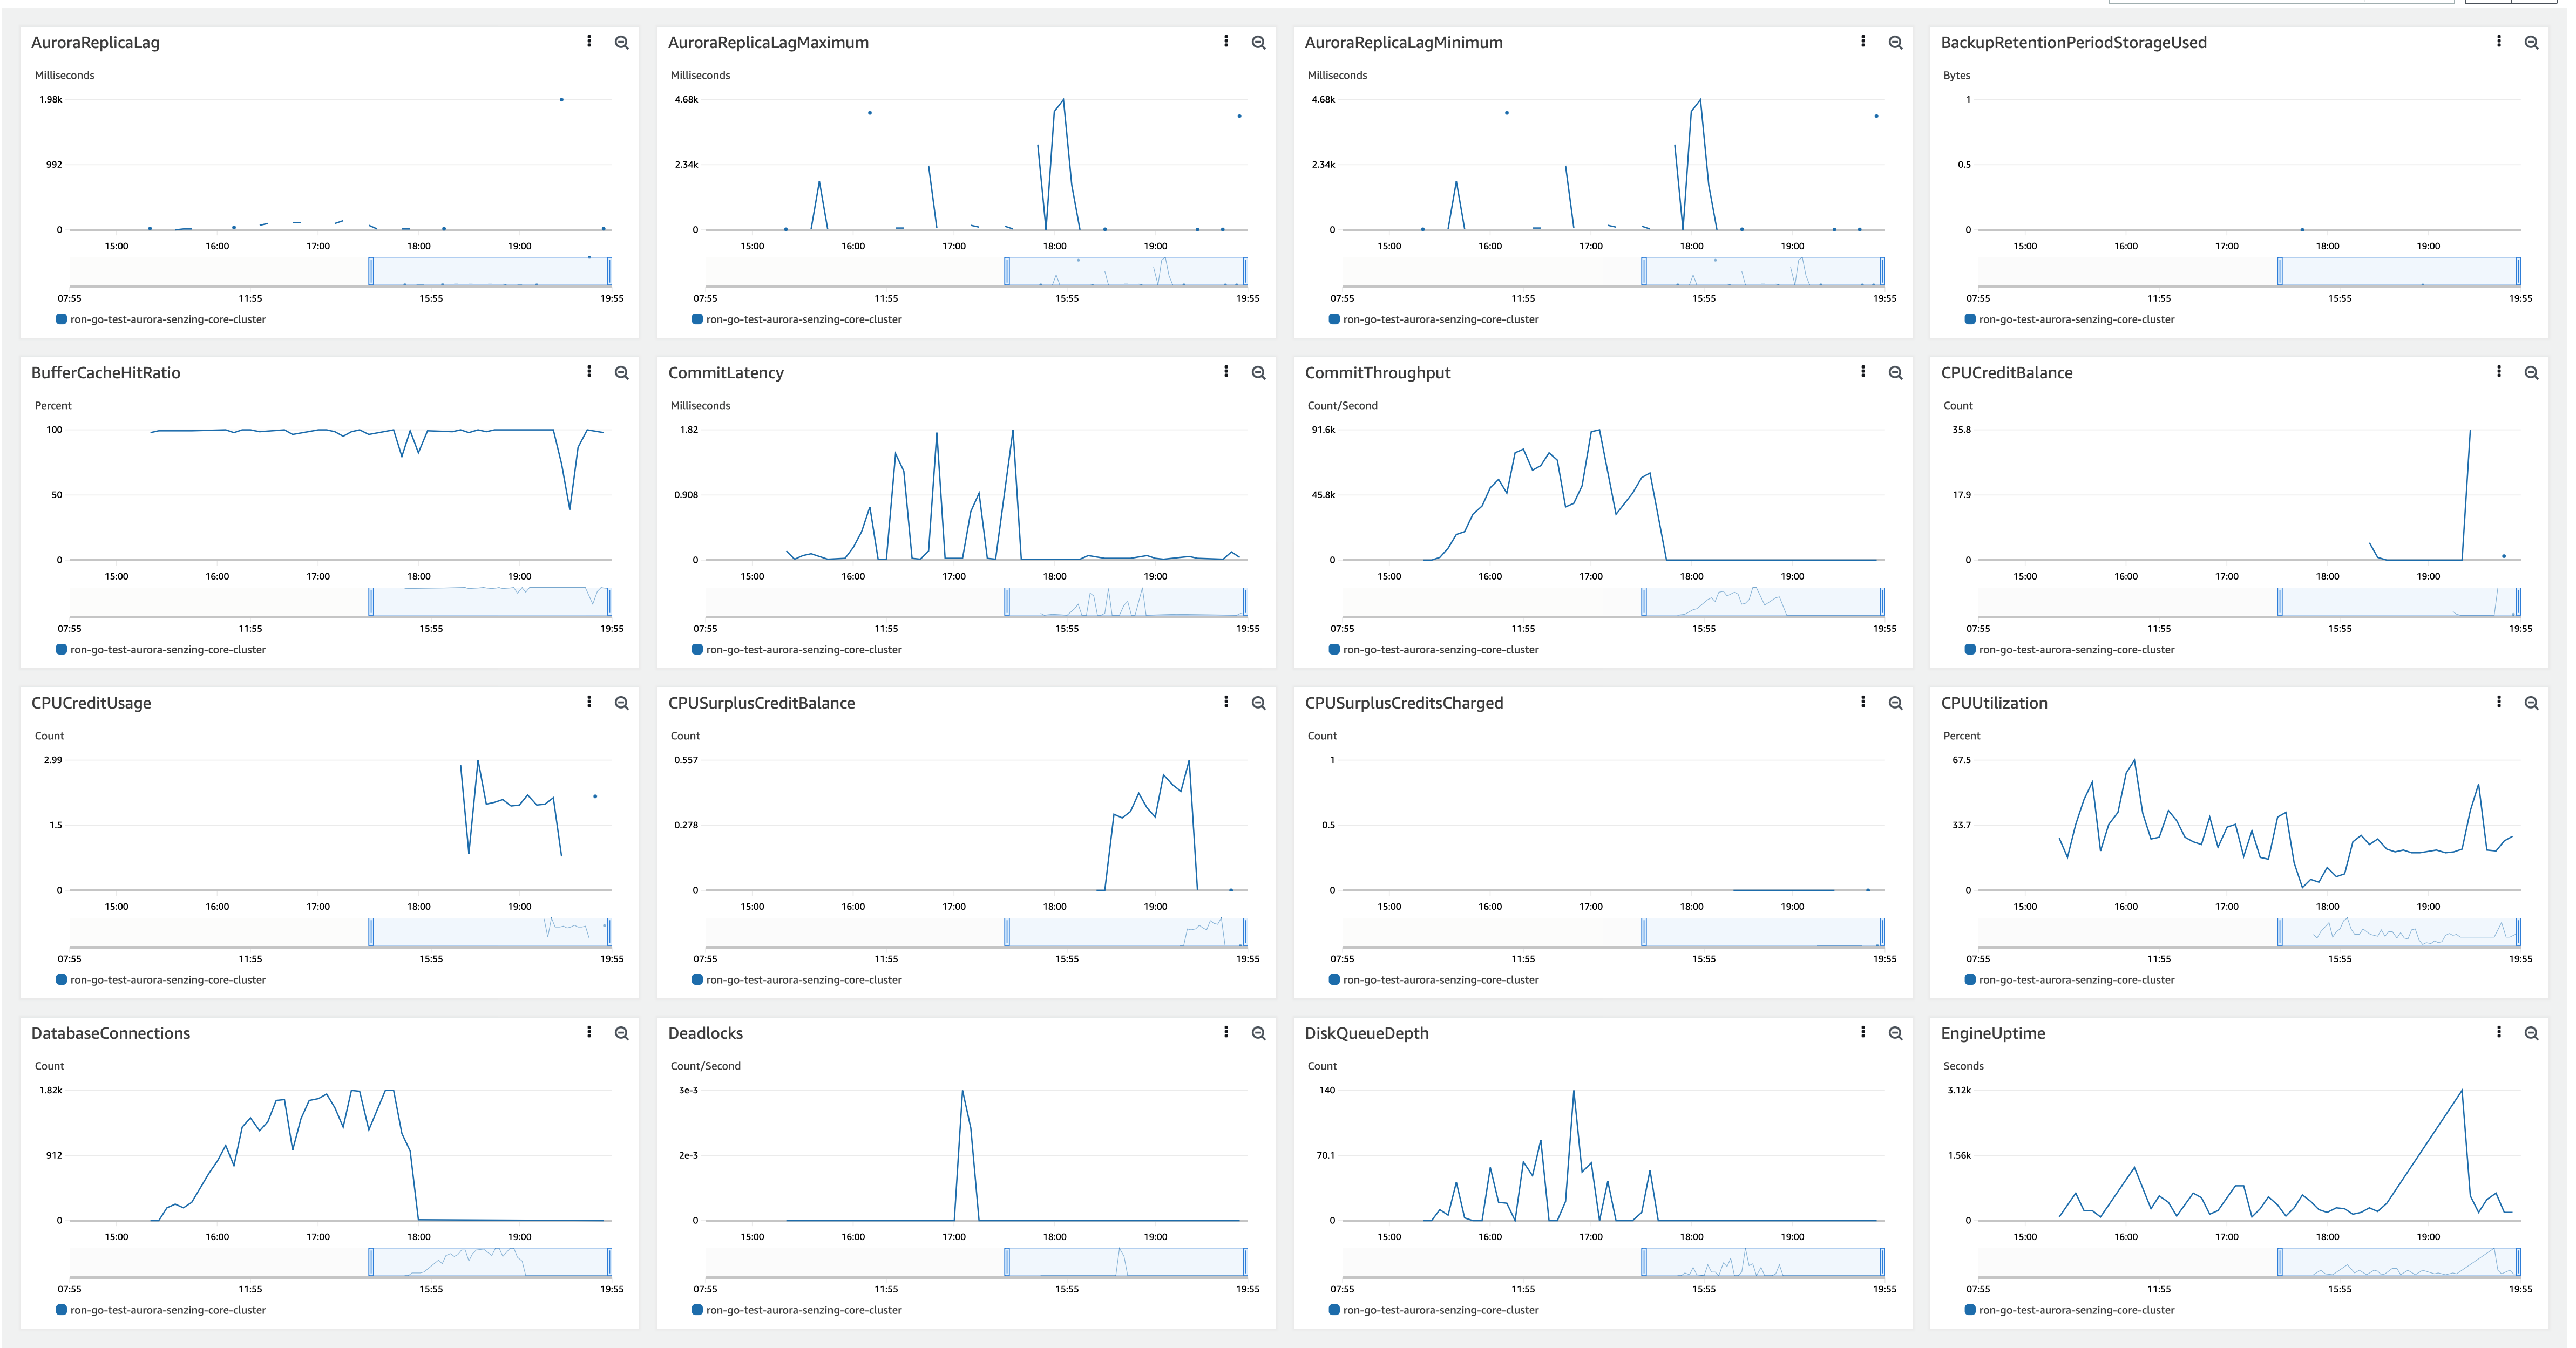 AuroraReplicaLag
Milliseconds
1.98k
992
0
15:00 16:00 17:00 18:00 19:00
07:55 11:55 15:55 19:55
ron-go-test-aurora-senzing-core-cluster
AuroraReplicaLagMaximum
Milliseconds
4.68k
2.34k
0
15:00 16:00 17:00 18:00 19:00
07:55 11:55 15:55 19:55
ron-go-test-aurora-senzing-core-cluster
AuroraReplicaLagMinimum
Milliseconds
4.68k
2.34k
0
15:00 16:00 17:00 18:00 19:00
07:55 11:55 15:55 19:55
ron-go-test-aurora-senzing-core-cluster
BackupRetentionPeriodStorageUsed
Bytes
1
0.5
0
15:00 16:00 17:00 18:00 19:00
07:55 11:55 15:55 19:55
ron-go-test-aurora-senzing-core-cluster
BufferCacheHitRatio
Percent
100
50
0
15:00 16:00 17:00 18:00 19:00
07:55 11:55 15:55 19:55
ron-go-test-aurora-senzing-core-cluster
CommitLatency
Milliseconds
1.82
0.908
0
15:00 16:00 17:00 18:00 19:00
07:55 11:55 15:55 19:55
ron-go-test-aurora-senzing-core-cluster
CommitThroughput
Count/Second
91.6k
45.8k
0
15:00 16:00 17:00 18:00 19:00
07:55 11:55 15:55 19:55
ron-go-test-aurora-senzing-core-cluster
CPUCreditBalance
Count
35.8
17.9
0
15:00 16:00 17:00 18:00 19:00
07:55 11:55 15:55 19:55
ron-go-test-aurora-senzing-core-cluster
CPUCreditUsage
Count
2.99
1.5
0
15:00 16:00 17:00 18:00 19:00
07:55 11:55 15:55 19:55
ron-go-test-aurora-senzing-core-cluster
CPUSurplusCreditBalance
Count
0.557
0.278
0
15:00 16:00 17:00 18:00 19:00
07:55 11:55 15:55 19:55
ron-go-test-aurora-senzing-core-cluster
CPUSurplusCreditsCharged
Count
1
0.5
0
15:00 16:00 17:00 18:00 19:00
07:55 11:55 15:55 19:55
ron-go-test-aurora-senzing-core-cluster
CPUUtilization
Percent
67.5
33.7
0
15:00 16:00 17:00 18:00 19:00
07:55 11:55 15:55 19:55
ron-go-test-aurora-senzing-core-cluster
DatabaseConnections
Count
1.82k
912
0
15:00 16:00 17:00 18:00 19:00
07:55 11:55 15:55 19:55
ron-go-test-aurora-senzing-core-cluster
Deadlocks
Count/Second
3e-3
2e-3
0
15:00 16:00 17:00 18:00 19:00
07:55 11:55 15:55 19:55
ron-go-test-aurora-senzing-core-cluster
DiskQueueDepth
Count
140
70.1
0
15:00 16:00 17:00 18:00 19:00
07:55 11:55 15:55 19:55
ron-go-test-aurora-senzing-core-cluster
EngineUptime
Seconds
3.12k
1.56k
0
15:00 16:00 17:00 18:00 19:00
07:55 11:55 15:55 19:55
ron-go-test-aurora-senzing-core-cluster